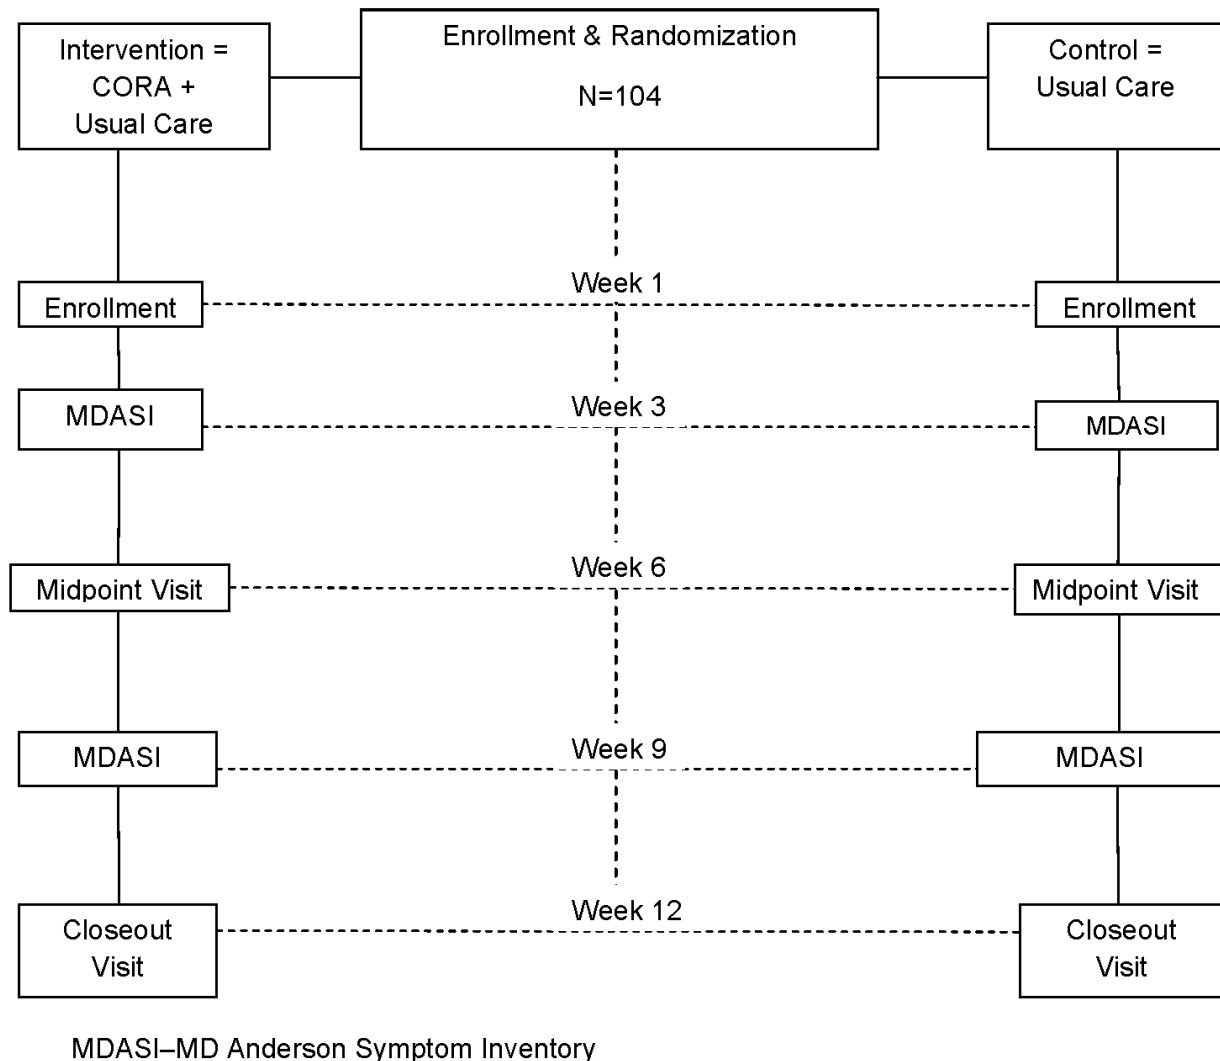 Intervention =
CORA +
Usual Care
Enrollment & Randomization
N=104
Control =
Usual Care
Week 1
Enrollment
Enrollment
Week 3
MDASI
MDASI
Week 6
Midpoint Visit
Midpoint Visit
Week 9
MDASI
MDASI
Week 12
Closeout
Visit
Closeout
Visit
MDASI–MD Anderson Symptom Inventory